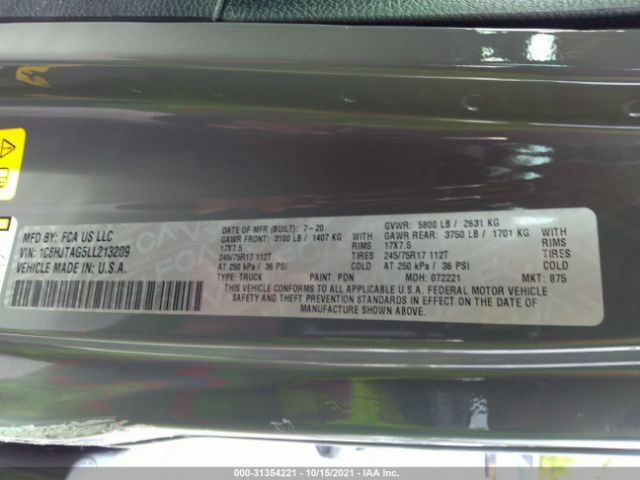 MFD BY: FCA US LLC
VIN: 1C6HJTAG5LL213209
VEHICLE MADE IN U.S.A.
DATE OF MFR (BUILT): 7-20
GAWR FRONT: 3100 LB / 1407 KG WITH
17X7.5 RIMS
245/75R17 112T TIRES
AT 250 kPa / 36 PSI
TYPE: TRUCK PAINT: PDN
GVWR: 5800 LB / 2631 KG
GAWR REAR: 3750 LB / 1701 KG WITH
17X7.5 RIMS
245/75R17 112T TIRES
AT 250 kPa / 36 PSI
MDH: 072221 MKT: 875
THIS VEHICLE CONFORMS TO ALL APPLICABLE U.S.A. FEDERAL MOTOR VEHICLE
SAFETY AND THEFT PREVENTION STANDARDS IN EFFECT ON THE DATE OF
MANUFACTURE SHOWN ABOVE.
000-31354221 - 10/15/2021 - IAA Inc.